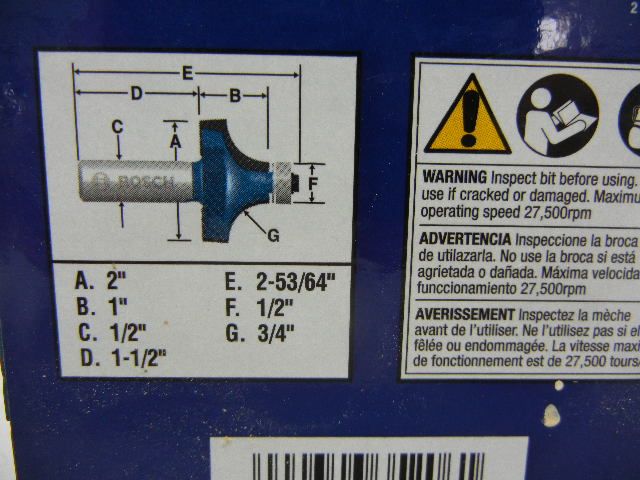 2
E
D
B
C
A
BOSCH
F
G
A. 2"
B. 1"
C. 1/2"
D. 1-1/2"
E. 2-53/64"
F. 1/2"
G. 3/4"
WARNING Inspect bit before using.
use if cracked or damaged. Maximu
operating speed 27,500rpm
ADVERTENCIA Inspeccione la broca
de utilazarla. No use la broca si está
agrietada o dañada. Máxima velocida
funccionamiento 27,500rpm
AVERISSEMENT Inspectez la mèche
avant de l'utiliser. Ne l'utilisez pas si el
fêlée ou endommagée. La vitesse maxi
de fonctionnement est de 27,500 tours/